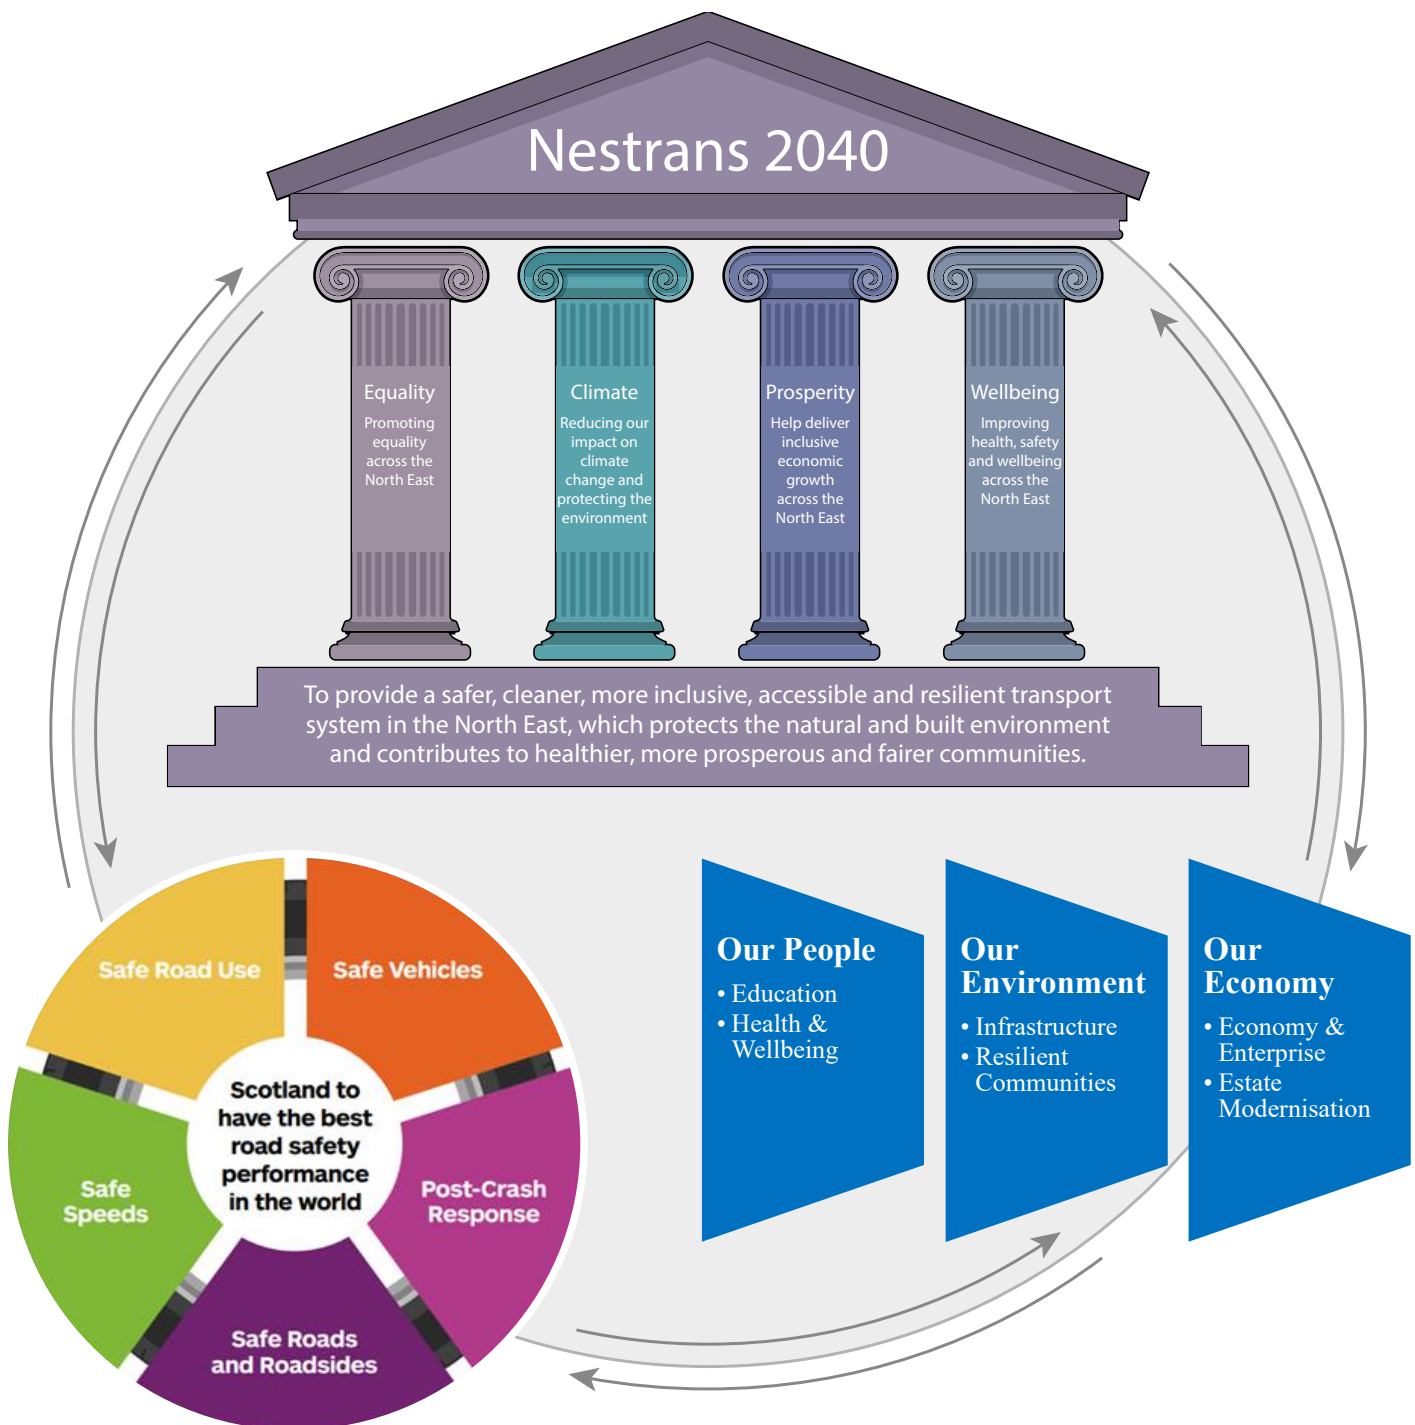 Nestrans 2040
Equality
Promoting
equality
across the
North East
Climate
Reducing our
impact on
climate
change and
protecting the
environment
Prosperity
Help deliver
inclusive
economic
growth
across the
North East
Wellbeing
Improving
health, safety
and wellbeing
across the
North East
To provide a safer, cleaner, more inclusive, accessible and resilient transport
system in the North East, which protects the natural and built environment
and contributes to healthier, more prosperous and fairer communities.
Safe Road Use
Safe Vehicles
Scotland to
have the best
road safety
performance
in the world
Safe
Speeds
Post-Crash
Response
Safe Roads
and Roadsides
Our People
• Education
• Health &
Wellbeing
Our
Environment
• Infrastructure
• Resilient
Communities
Our
Economy
• Economy &
Enterprise
• Estate
Modernisation